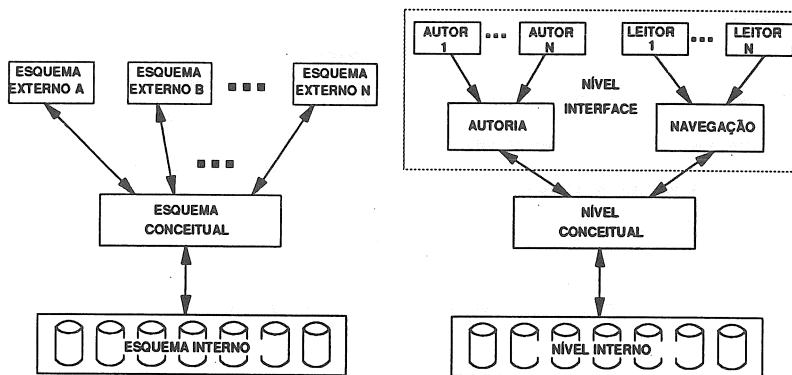 ESQUEMA
EXTERNO A
ESQUEMA
EXTERNO B
ESQUEMA
EXTERNO N
ESQUEMA
CONCEITUAL
ESQUEMA INTERNO
AUTOR
1
AUTOR
N
LEITOR
1
LEITOR
N
NÍVEL
INTERFACE
AUTORIA
NAVEGAÇÃO
NÍVEL
CONCEITUAL
NÍVEL INTERNO